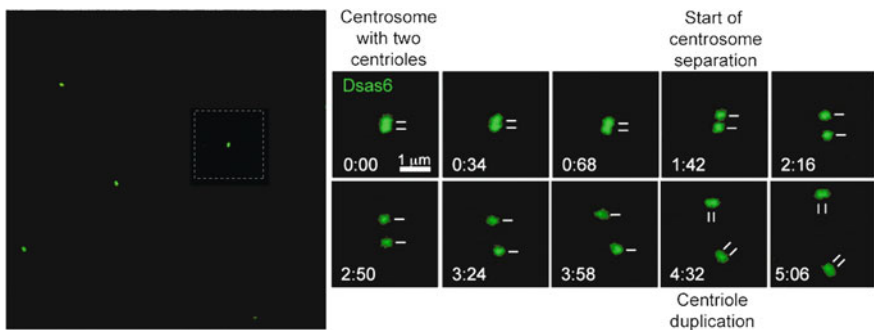 Centrosome
with two
centrioles
Start of
centrosome
separation
Dsas6
0:00
1 µm
0:34
0:68
1:42
2:16
2:50
3:24
3:58
4:32
5:06
Centriole
duplication